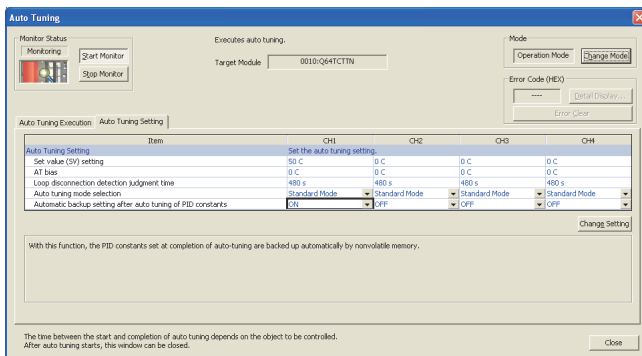 Auto Tuning
Monitor Status
Monitoring
Start Monitor
Stop Monitor
Executes auto tuning.
Target Module 0010:Q64TCTTN
Mode
Operation Mode Change Mode
Error Code (HEX)
---- Detail Display...
Error Clear
Auto Tuning Execution Auto Tuning Setting
Item CH1 CH2 CH3 CH4
Auto Tuning Setting Set the auto tuning setting.
Set value (SV) setting 50 C 0 C 0 C 0 C
AT bias 0 C 0 C 0 C 0 C
Loop disconnection detection judgment time 480 s 480 s 480 s 480 s
Auto tuning mode selection Standard Mode Standard Mode Standard Mode Standard Mode
Automatic backup setting after auto tuning of PID constants ON OFF OFF OFF
Change Setting
With this function, the PID constants set at completion of auto-tuning are backed up automatically by nonvolatile memory.
The time between the start and completion of auto tuning depends on the object to be controlled.
After auto tuning starts, this window can be closed.
Close